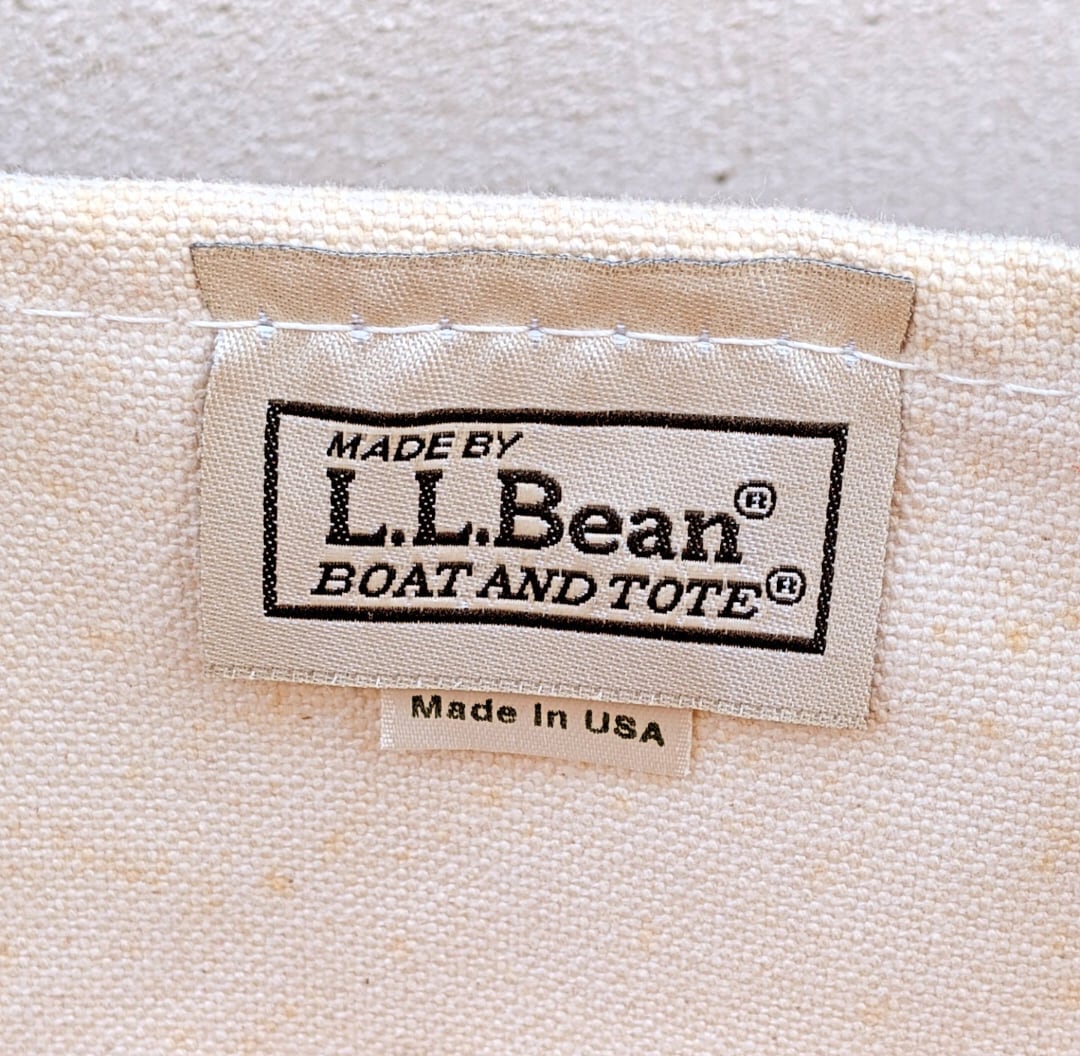 MADE BY
L.L.Bean®
BOAT AND TOTE®
Made In USA